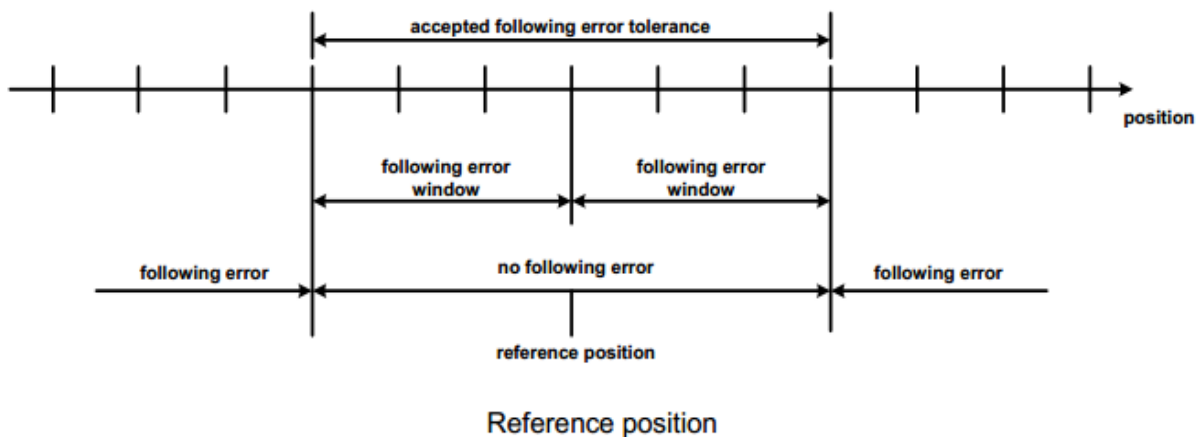 accepted following error tolerance
position
following error
window
following error
window
following error
no following error
following error
reference position
Reference position